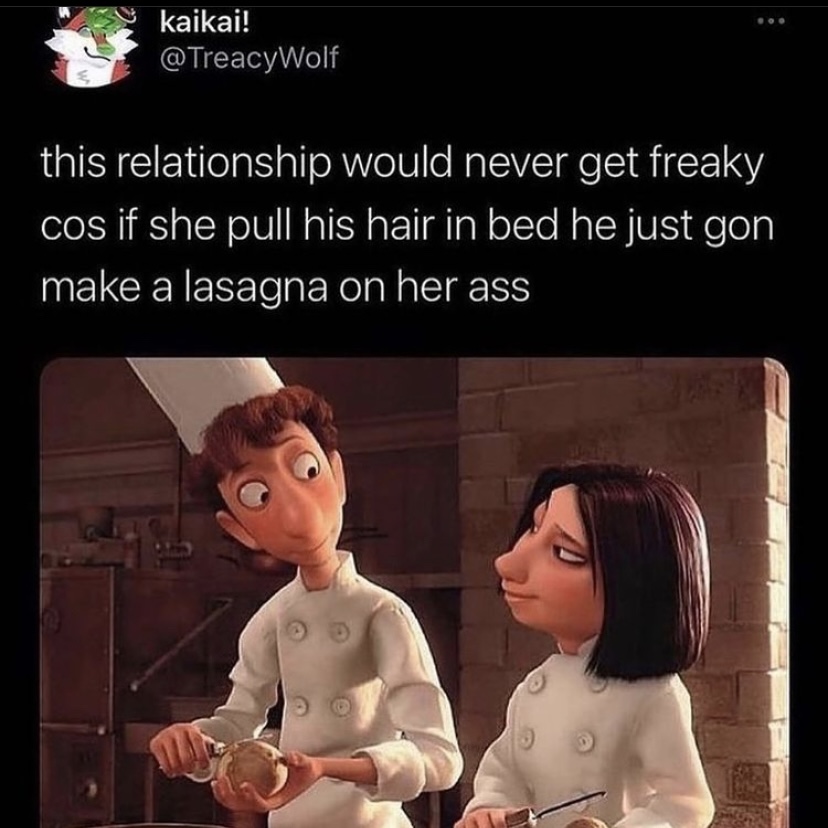 kaikai!
@TreacyWolf
this relationship would never get freaky
cos if she pull his hair in bed he just gon
make a lasagna on her ass